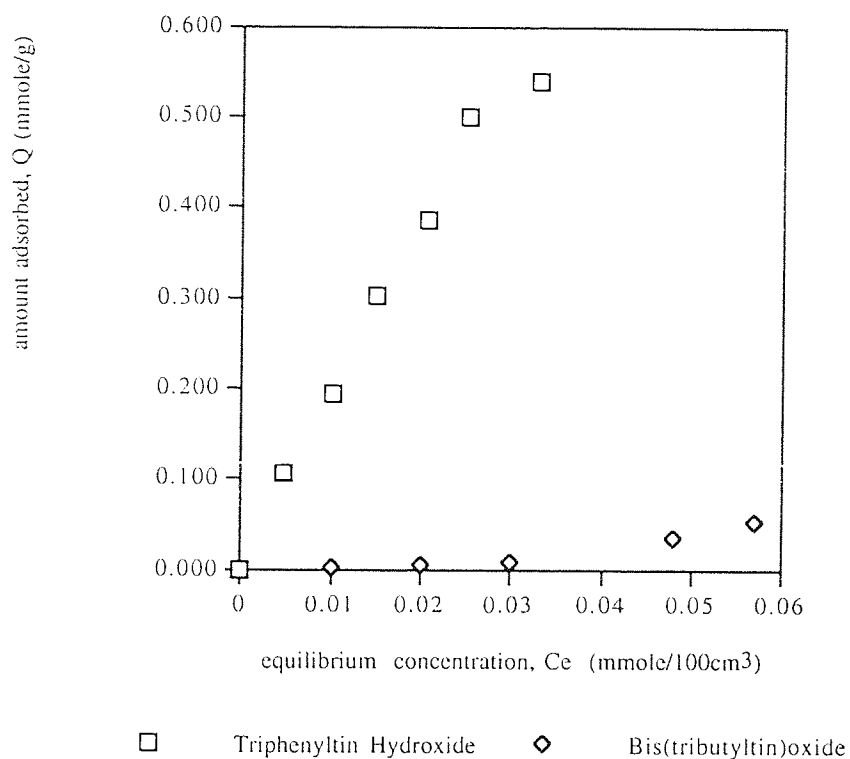 amount adsorbed, Q (mmole/g)
0.600
0.500
0.400
0.300
0.200
0.100
0.000
0 0.01 0.02 0.03 0.04 0.05 0.06
equilibrium concentration, Ce (mmole/100cm3)
Triphenyltin Hydroxide Bis(tributyltin)oxide